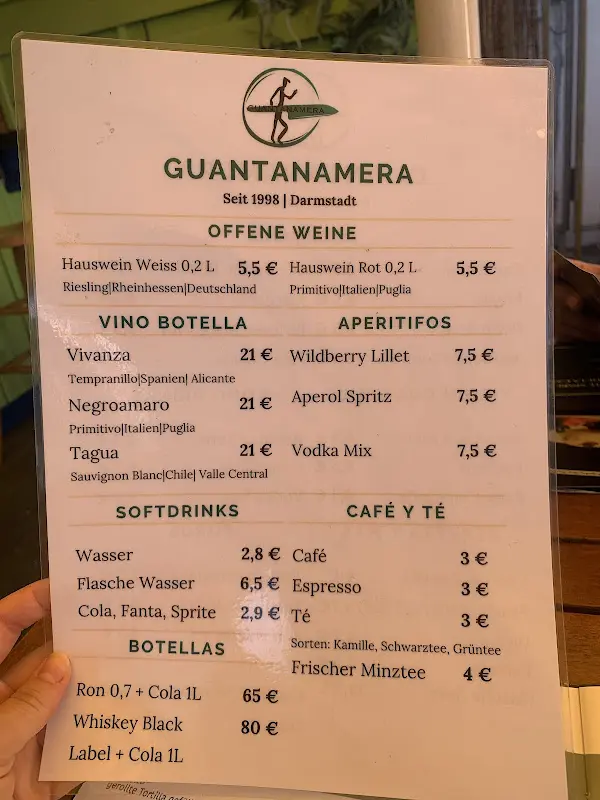 GUANTANAMERA
GUANTANAMERA
Seit 1998 | Darmstadt
OFFENE WEINE
Hauswein Weiss 0,2 L 5,5 €
Riesling|Rheinhessen|Deutschland
Hauswein Rot 0,2 L 5,5 €
Primitivo|Italien|Puglia
VINO BOTELLA
Vivanza 21 €
Tempranillo|Spanien| Alicante
Negroamaro 21 €
Primitivo|Italien|Puglia
Tagua 21 €
Sauvignon Blanc|Chile| Valle Central
APERITIFOS
Wildberry Lillet 7,5 €
Aperol Spritz 7,5 €
Vodka Mix 7,5 €
SOFTDRINKS
Wasser 2,8 €
Flasche Wasser 6,5 €
Cola, Fanta, Sprite 2,9 €
CAFÉ Y TÉ
Café 3 €
Espresso 3 €
Té 3 €
Sorten: Kamille, Schwarztee, Grüntee
Frischer Minztee 4 €
BOTELLAS
Ron 0,7 + Cola 1L 65 €
Whiskey Black 80 €
Label + Cola 1L
gerollte Tortilla